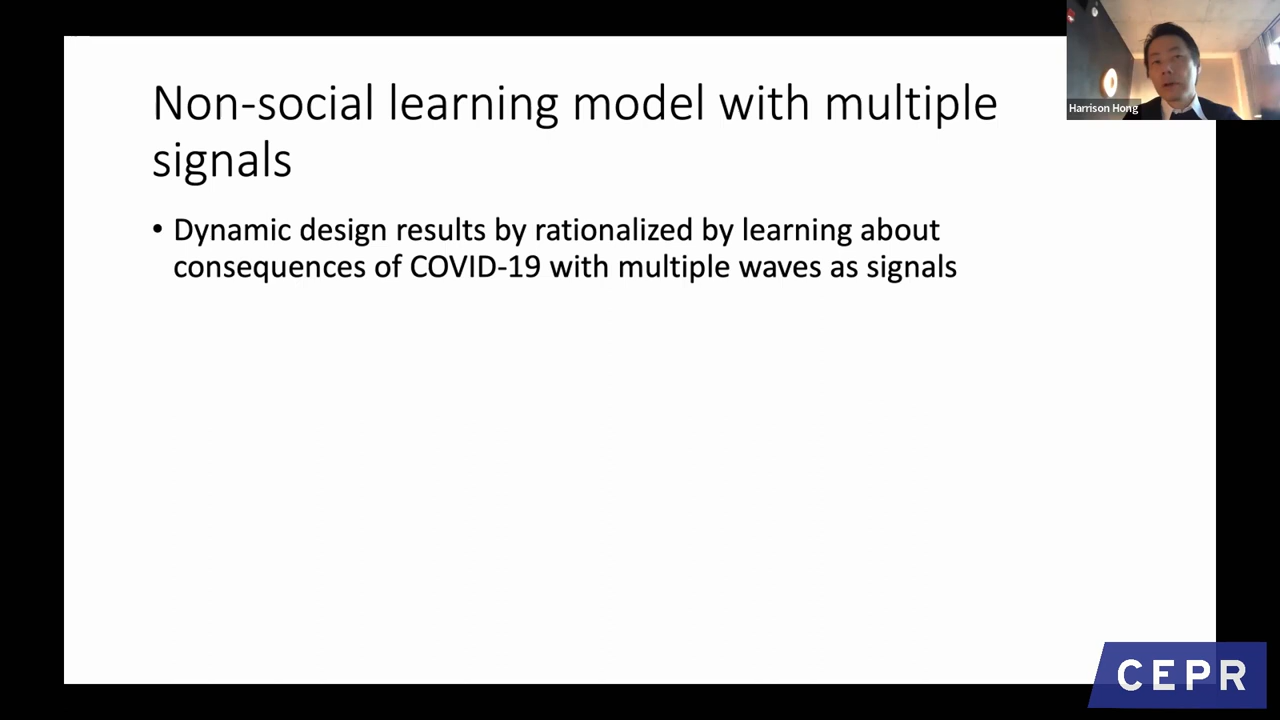 Non-social learning model with multiple
signals
• Dynamic design results by rationalized by learning about
consequences of COVID-19 with multiple waves as signals
Harrison Hong
CEPR